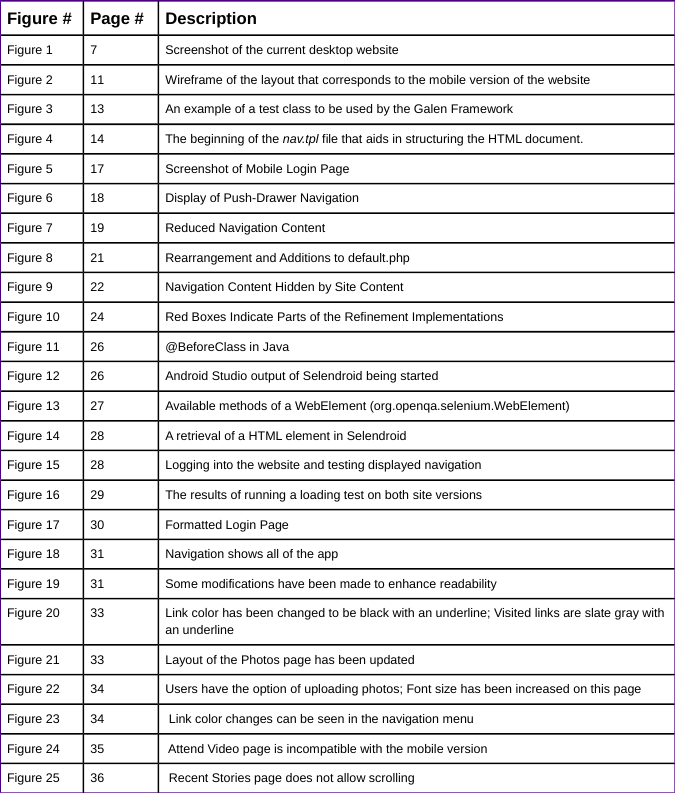 Figure # Page # Description
Figure 1 7 Screenshot of the current desktop website
Figure 2 11 Wireframe of the layout that corresponds to the mobile version of the website
Figure 3 13 An example of a test class to be used by the Galen Framework
Figure 4 14 The beginning of the nav.tpl file that aids in structuring the HTML document.
Figure 5 17 Screenshot of Mobile Login Page
Figure 6 18 Display of Push-Drawer Navigation
Figure 7 19 Reduced Navigation Content
Figure 8 21 Rearrangement and Additions to default.php
Figure 9 22 Navigation Content Hidden by Site Content
Figure 10 24 Red Boxes Indicate Parts of the Refinement Implementations
Figure 11 26 @BeforeClass in Java
Figure 12 26 Android Studio output of Selendroid being started
Figure 13 27 Available methods of a WebElement (org.openqa.selenium.WebElement)
Figure 14 28 A retrieval of a HTML element in Selendroid
Figure 15 28 Logging into the website and testing displayed navigation
Figure 16 29 The results of running a loading test on both site versions
Figure 17 30 Formatted Login Page
Figure 18 31 Navigation shows all of the app
Figure 19 31 Some modifications have been made to enhance readability
Figure 20 33 Link color has been changed to be black with an underline; Visited links are slate gray with
an underline
Figure 21 33 Layout of the Photos page has been updated
Figure 22 34 Users have the option of uploading photos; Font size has been increased on this page
Figure 23 34 Link color changes can be seen in the navigation menu
Figure 24 35 Attend Video page is incompatible with the mobile version
Figure 25 36 Recent Stories page does not allow scrolling